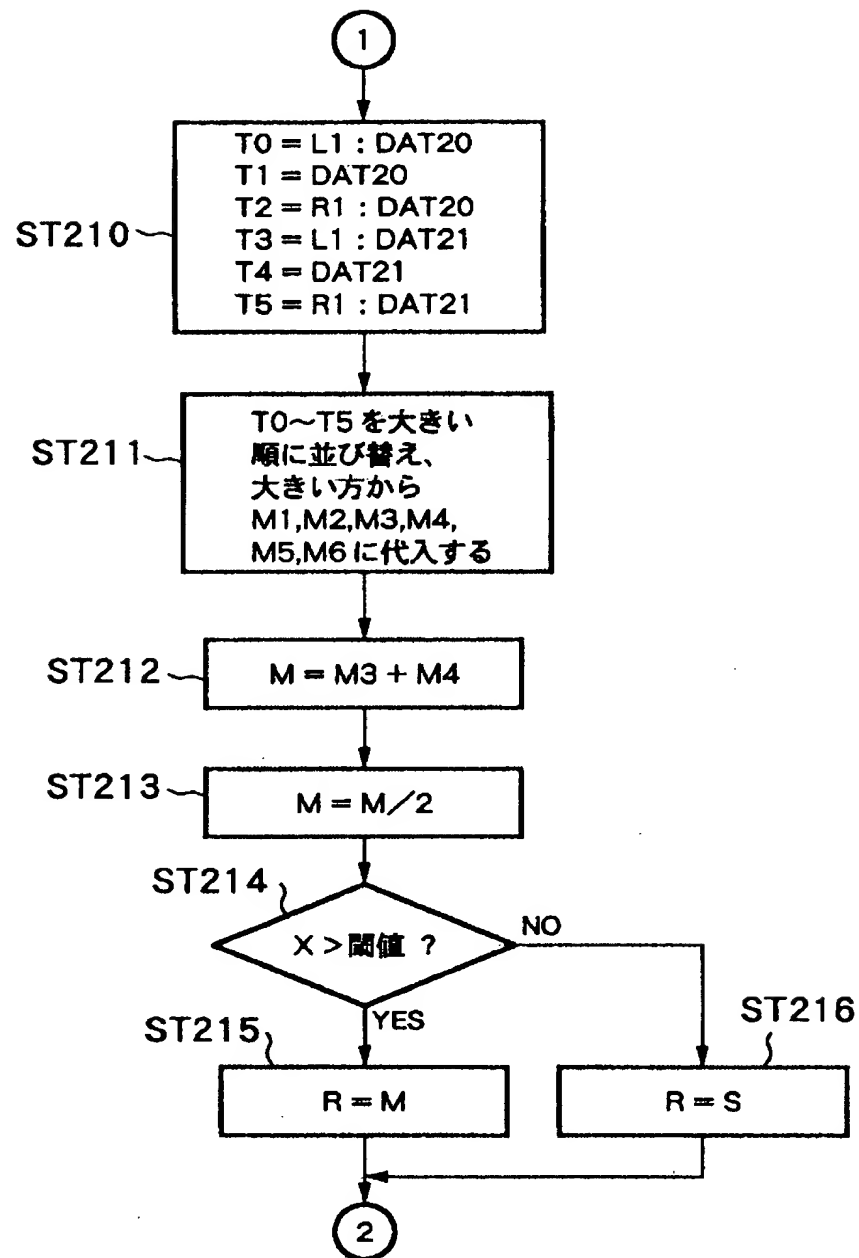 1
T0 = L1 : DAT20
T1 = DAT20
T2 = R1 : DAT20
T3 = L1 : DAT21
T4 = DAT21
T5 = R1 : DAT21
ST210
T0～T5 を大きい
順に並び替え、
大きい方から
M1,M2,M3,M4,
M5,M6 に代入する
ST211
ST212
M = M3 + M4
ST213
M = M／2
ST214
X > 閾値 ?
NO
YES
ST215
R = M
ST216
R = S
2